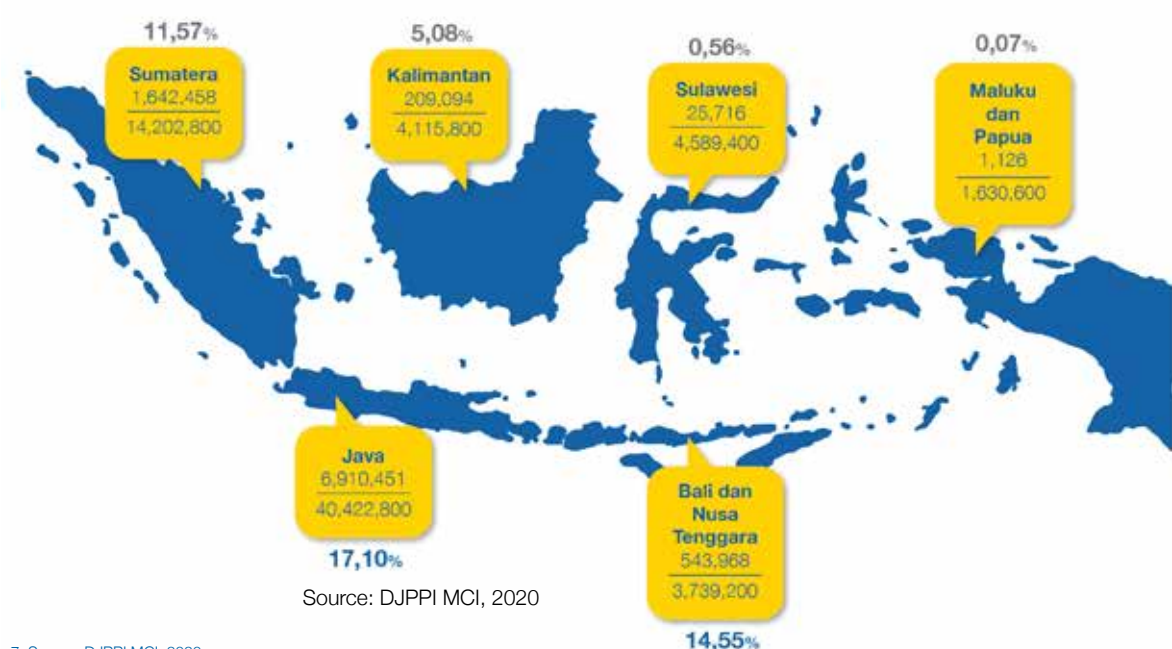 11,57%
Sumatera
1,642,458
14,202,800
5,08%
Kalimantan
209,094
4,115,800
0,56%
Sulawesi
25,716
4,589,400
0,07%
Maluku
dan
Papua
1,126
1,630,600
Java
6,910,451
40,422,800
17,10%
Bali dan
Nusa
Tenggara
543,968
3,739,200
14,55%
Source: DJPPI MCI, 2020